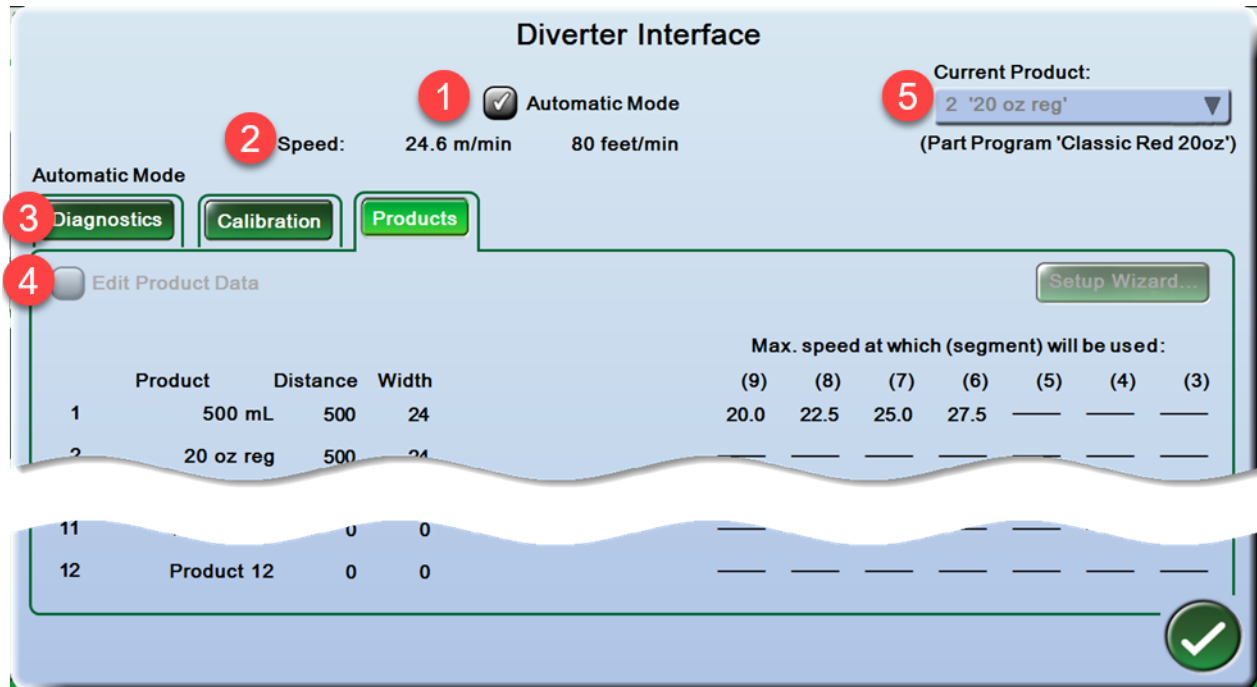 Diverter Interface
1 Automatic Mode
5 Current Product:
2 '20 oz reg'
(Part Program 'Classic Red 20oz')
2 Speed: 24.6 m/min 80 feet/min
Automatic Mode
3 Diagnostics Calibration Products
4 Edit Product Data Setup Wizard...
Max. speed at which (segment) will be used:
Product Distance Width (9) (8) (7) (6) (5) (4) (3)
1 500 mL 500 24 20.0 22.5 25.0 27.5 —— —— ——
2 20 oz reg 500 24 —— —— —— —— —— —— ——
11 0 0 —— —— —— —— ——
12 Product 12 0 0 —— —— —— —— —— —— ——